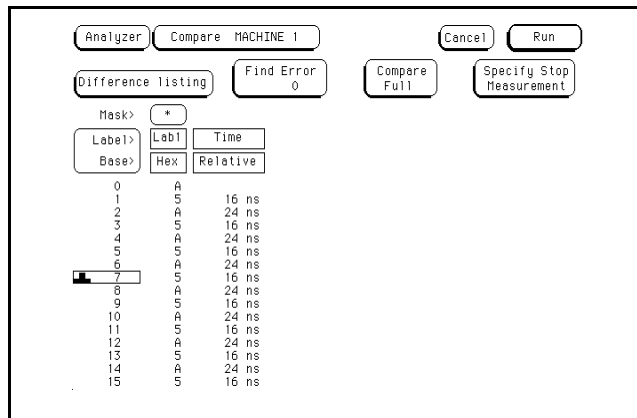 Analyzer Compare MACHINE 1 Cancel Run
Difference listing Find Error 0 Compare Full Specify Stop Measurement
Mask> *
Label> Lab1 Time
Base> Hex Relative
0 A
1 5 16 ns
2 A 24 ns
3 5 16 ns
4 A 24 ns
5 5 16 ns
6 A 24 ns
7 5 16 ns
8 A 24 ns
9 5 16 ns
10 A 24 ns
11 5 16 ns
12 A 24 ns
13 5 16 ns
14 A 24 ns
15 5 16 ns